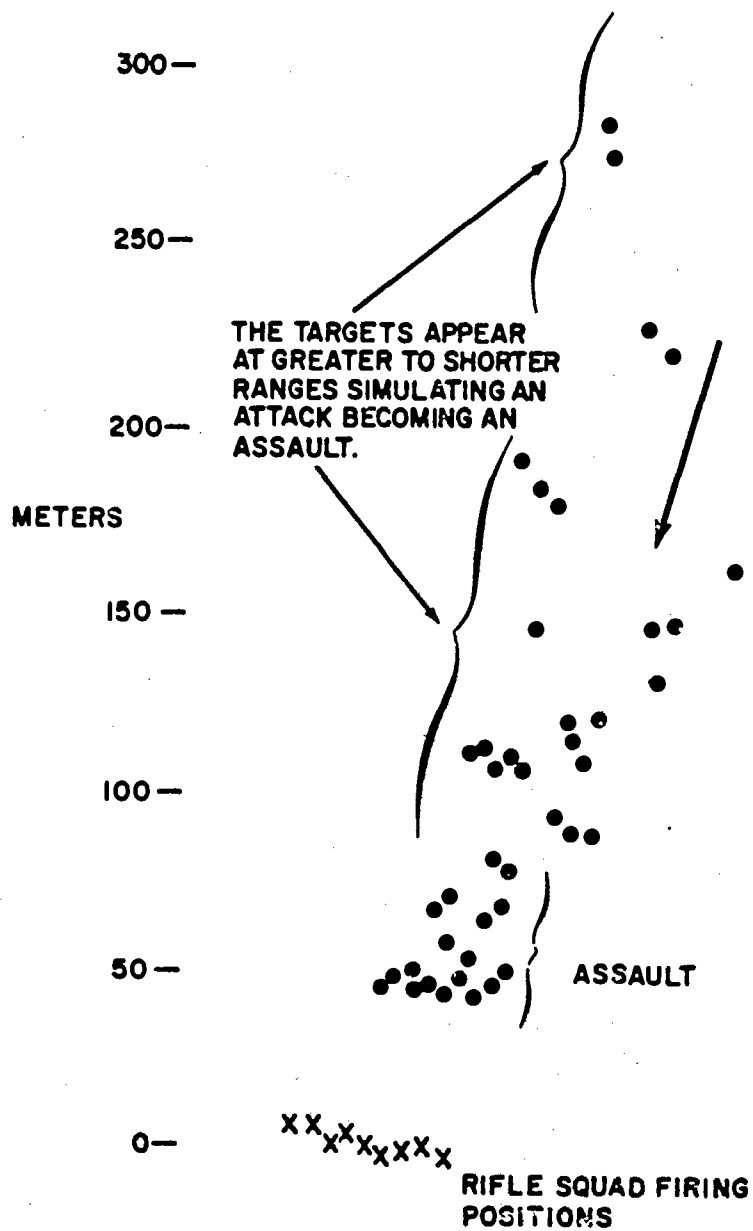 300—
250—
THE TARGETS APPEAR
AT GREATER TO SHORTER
RANGES SIMULATING AN
ATTACK BECOMING AN
ASSAULT.
200—
METERS
150—
100—
50—
ASSAULT
0—
X X X X X X X X X
RIFLE SQUAD FIRING
POSITIONS